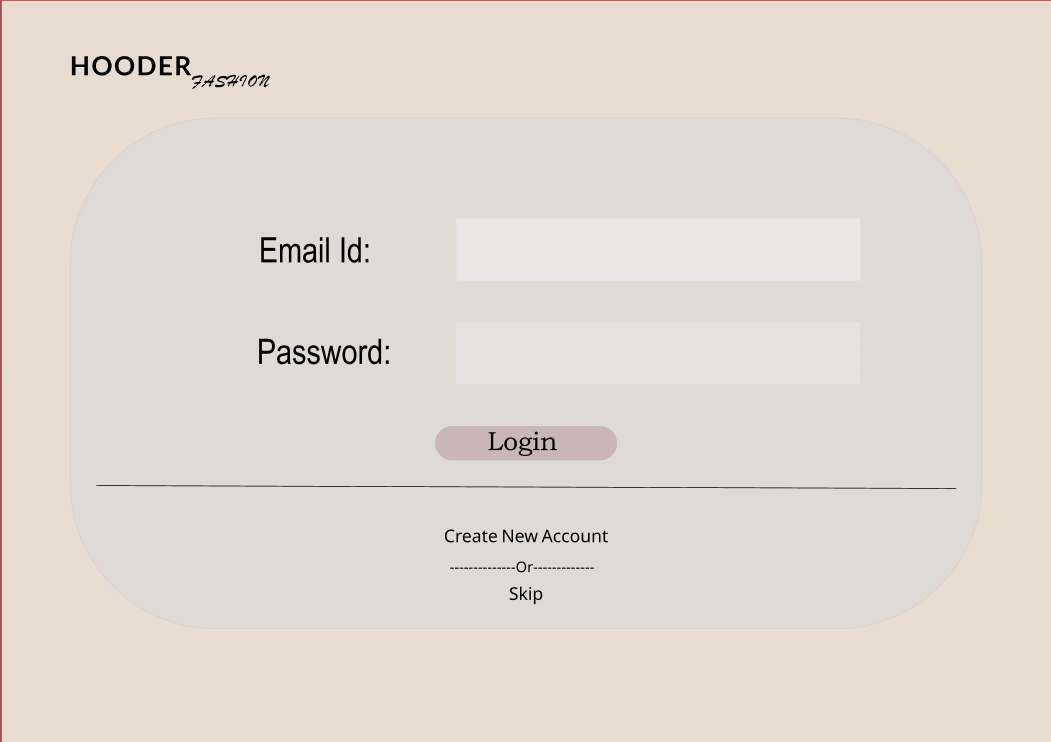 HOODER
FASHION
Email Id:
Password:
Login
Create New Account
--------------Or-------------
Skip